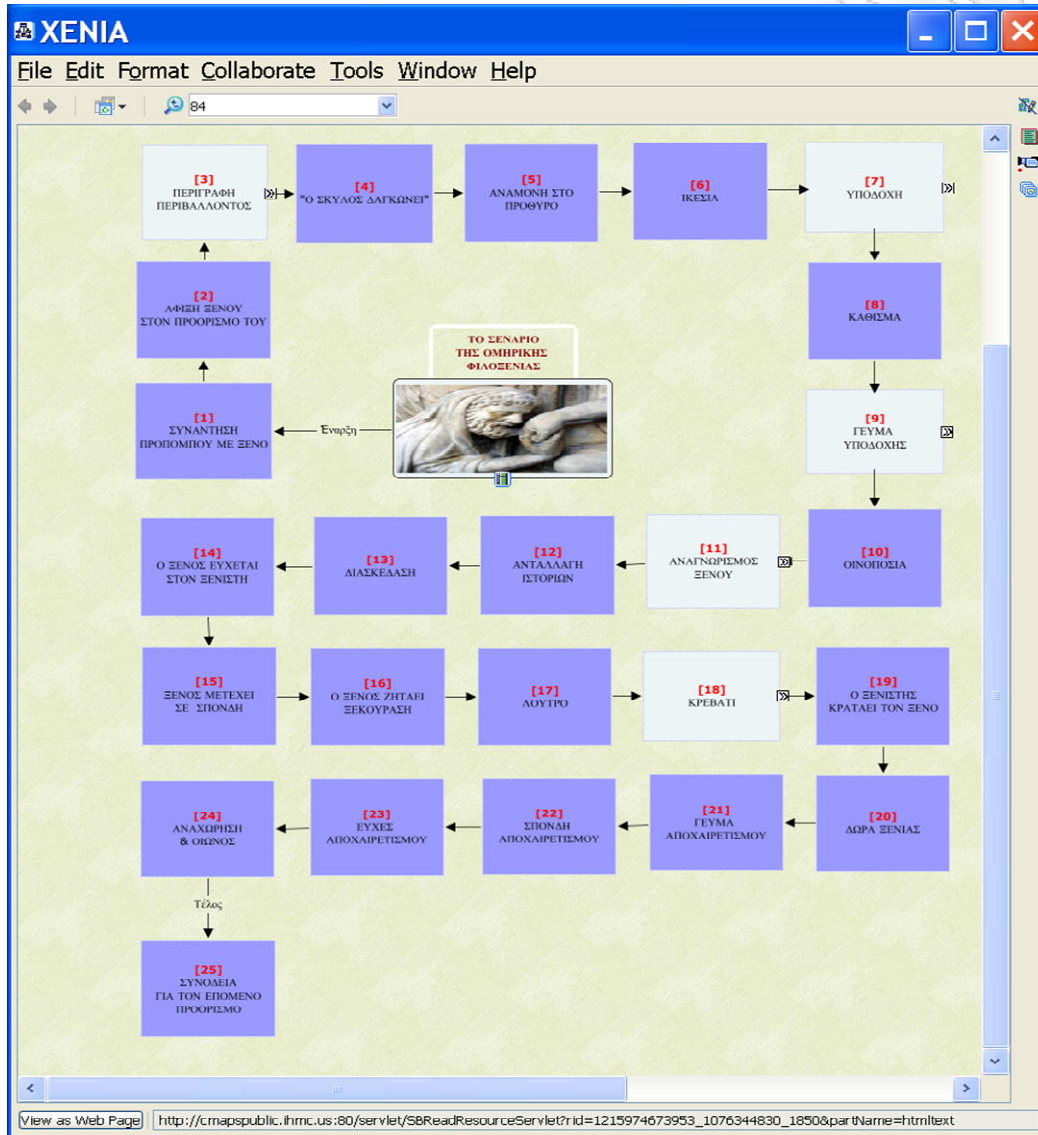 XENIA
File Edit Format Collaborate Tools Window Help
84
[3]
ΠΕΡΙΓΡΑΦΗ
ΠΕΡΙΒΑΛΛΟΝΤΟΣ
[4]
"Ο ΣΚΥΛΟΣ ΔΑΓΚΩΝΕΙ"
[5]
ΑΝΑΜΟΝΗ ΣΤΟ
ΠΡΟΘΥΡΟ
[6]
ΙΚΕΣΙΑ
[7]
ΥΠΟΔΟΧΗ
[2]
ΑΦΙΞΗ ΞΕΝΟΥ
ΣΤΟΝ ΠΡΟΟΡΙΣΜΟ ΤΟΥ
[8]
ΚΑΘΙΣΜΑ
ΤΟ ΣΕΝΑΡΙΟ
ΤΗΣ ΟΜΗΡΙΚΗΣ
ΦΙΛΟΞΕΝΙΑΣ
[1]
ΣΥΝΑΝΤΗΣΗ
ΠΡΟΠΟΜΠΟΥ ΜΕ ΞΕΝΟ
Έναρξη
[9]
ΓΕΥΜΑ
ΥΠΟΔΟΧΗΣ
[10]
ΟΙΝΟΠΟΣΙΑ
[11]
ΑΝΑΓΝΩΡΙΣΜΟΣ
ΞΕΝΟΥ
[12]
ΑΝΤΑΛΛΑΓΗ
ΙΣΤΟΡΙΩΝ
[13]
ΔΙΑΣΚΕΔΑΣΗ
[14]
Ο ΞΕΝΟΣ ΕΥΧΕΤΑΙ
ΣΤΟΝ ΞΕΝΙΣΤΗ
[15]
ΞΕΝΟΣ ΜΕΤΕΧΕΙ
ΣΕ ΣΠΟΝΔΗ
[16]
Ο ΞΕΝΟΣ ΖΗΤΑΕΙ
ΞΕΚΟΥΡΑΣΗ
[17]
ΛΟΥΤΡΟ
[18]
ΚΡΕΒΑΤΙ
[19]
Ο ΞΕΝΙΣΤΗΣ
ΚΡΑΤΑΕΙ ΤΟΝ ΞΕΝΟ
[20]
ΔΩΡΑ ΞΕΝΙΑΣ
[21]
ΓΕΥΜΑ
ΑΠΟΧΑΙΡΕΤΙΣΜΟΥ
[22]
ΣΠΟΝΔΗ
ΑΠΟΧΑΙΡΕΤΙΣΜΟΥ
[23]
ΕΥΧΕΣ
ΑΠΟΧΑΙΡΕΤΙΣΜΟΥ
[24]
ΑΝΑΧΩΡΗΣΗ
& ΟΙΩΝΟΣ
Τέλος
[25]
ΣΥΝΟΔΕΙΑ
ΓΙΑ ΤΟΝ ΕΠΟΜΕΝΟ
ΠΡΟΟΡΙΣΜΟ
View as Web Page http://cmapspublic.ihmc.us:80/servlet/SBReadResourceServlet?rid=1215974673953_1076344830_1850&partName=htmltext